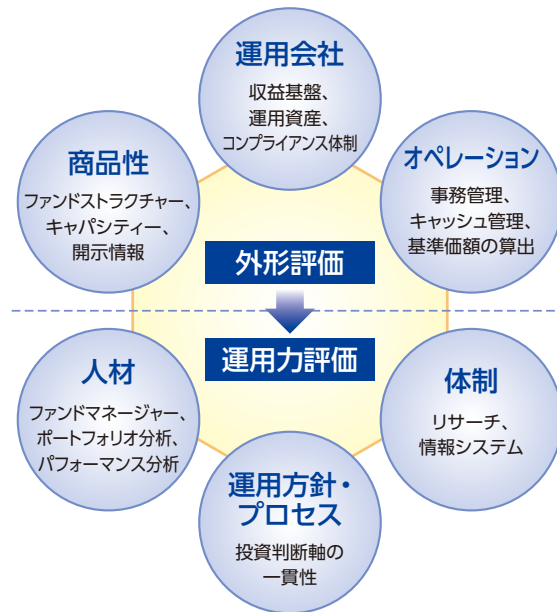 運用会社
収益基盤、
運用資産、
コンプライアンス体制
商品性
ファンドストラクチャー、
キャパシティー、
開示情報
オペレーション
事務管理、
キャッシュ管理、
基準価額の算出
外形評価
運用力評価
人材
ファンドマネージャー、
ポートフォリオ分析、
パフォーマンス分析
体制
リサーチ、
情報システム
運用方針・
プロセス
投資判断軸の
一貫性